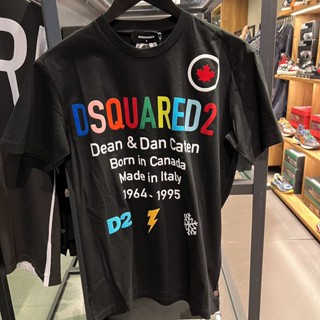 DSQUARED2
Dean & Dan Caten
Born in Canada
Made in Italy
1964-1995
D2